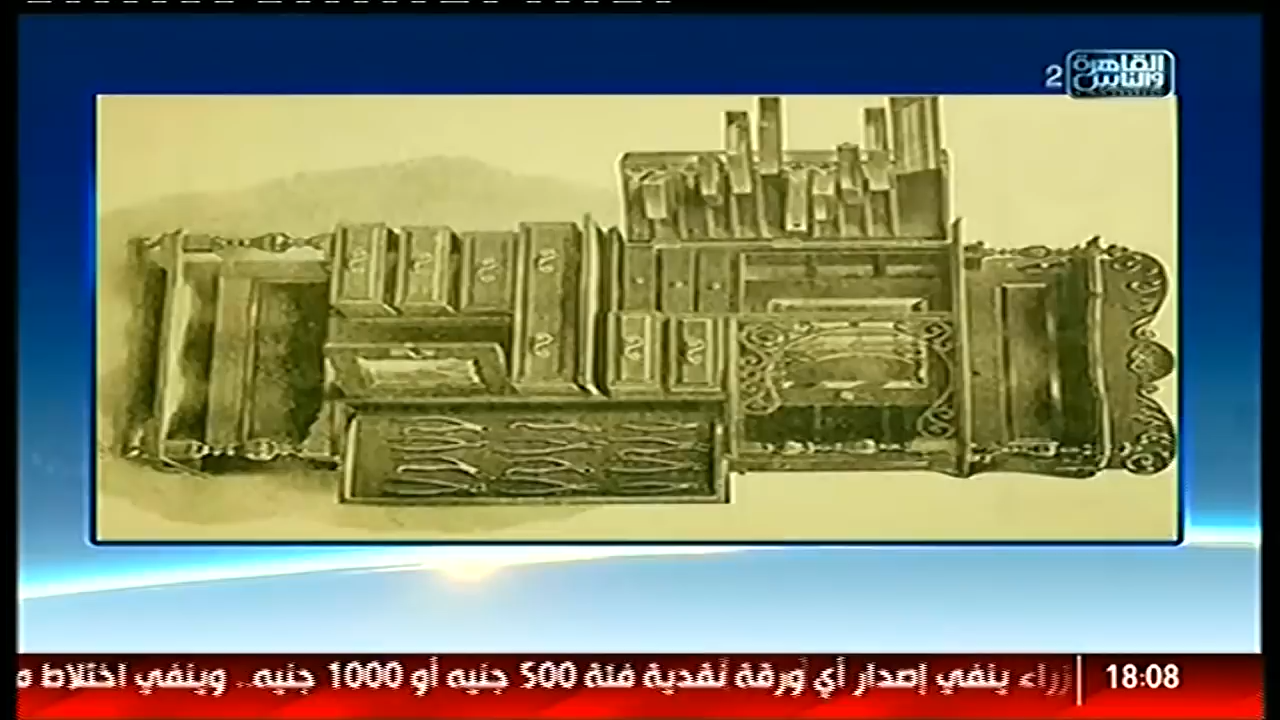 القاهرة
والناس
2
18:08
زراء ينفي إصدار أي ورقة نقدية فئة 500 جنيه أو 1000 جنيه.. وينفي اختلاط